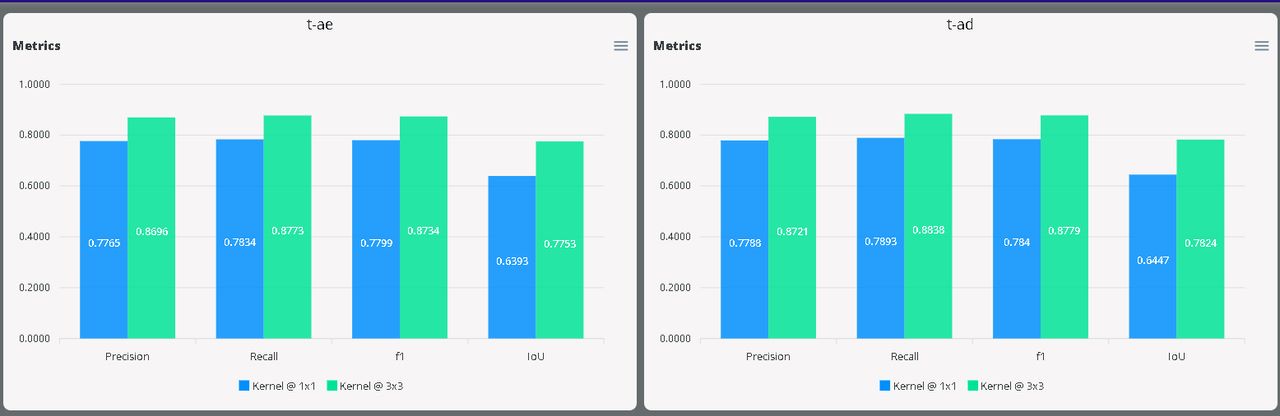 t-ae
Metrics
1.0000
0.8000
0.6000
0.4000
0.2000
0.0000
0.7765
0.8696
0.7834
0.8773
0.7799
0.8734
0.6393
0.7753
Precision
Recall
f1
IoU
Kernel @ 1x1
Kernel @ 3x3
t-ad
Metrics
1.0000
0.8000
0.6000
0.4000
0.2000
0.0000
0.7788
0.8721
0.7893
0.8838
0.784
0.8779
0.6447
0.7824
Precision
Recall
f1
IoU
Kernel @ 1x1
Kernel @ 3x3